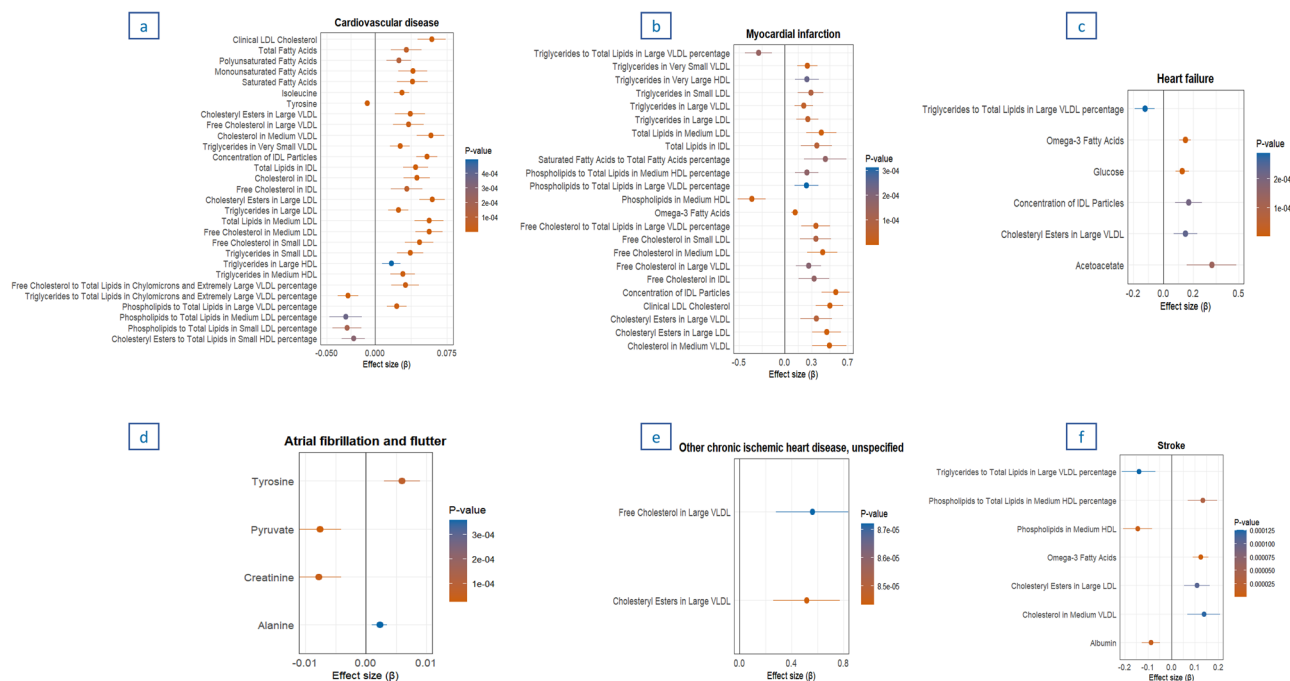 a
Cardiovascular disease
Clinical LDL Cholesterol
Total Fatty Acids
Polyunsaturated Fatty Acids
Monounsaturated Fatty Acids
Saturated Fatty Acids
Isoleucine
Tyrosine
Cholesteryl Esters in Large VLDL
Free Cholesterol in Large VLDL
Cholesterol in Medium VLDL
Triglycerides in Very Small VLDL
Concentration of IDL Particles
Total Lipids in IDL
Cholesterol in IDL
Free Cholesterol in IDL
Cholesteryl Esters in Large LDL
Triglycerides in Large LDL
Total Lipids in Medium LDL
Free Cholesterol in Medium LDL
Free Cholesterol in Small LDL
Triglycerides in Small LDL
Triglycerides in Large HDL
Triglycerides in Medium HDL
Free Cholesterol to Total Lipids in Chylomicrons and Extremely Large VLDL percentage
Triglycerides to Total Lipids in Chylomicrons and Extremely Large VLDL percentage
Phospholipids to Total Lipids in Large VLDL percentage
Phospholipids to Total Lipids in Medium LDL percentage
Phospholipids to Total Lipids in Small LDL percentage
Cholesteryl Esters to Total Lipids in Small HDL percentage
-0.050 0.000 0.075
Effect size (β)
P-value
4e-04
3e-04
2e-04
1e-04
b
Myocardial infarction
Triglycerides to Total Lipids in Large VLDL percentage
Triglycerides in Very Small VLDL
Triglycerides in Very Large HDL
Triglycerides in Small LDL
Triglycerides in Large VLDL
Triglycerides in Large LDL
Total Lipids in Medium LDL
Total Lipids in IDL
Saturated Fatty Acids to Total Fatty Acids percentage
Phospholipids to Total Lipids in Medium HDL percentage
Phospholipids to Total Lipids in Large VLDL percentage
Phospholipids in Medium HDL
Omega-3 Fatty Acids
Free Cholesterol to Total Lipids in Large VLDL percentage
Free Cholesterol in Small LDL
Free Cholesterol in Medium LDL
Free Cholesterol in Large VLDL
Free Cholesterol in IDL
Concentration of IDL Particles
Clinical LDL Cholesterol
Cholesteryl Esters in Large VLDL
Cholesteryl Esters in Large LDL
Cholesterol in Medium VLDL
-0.5 0.0 0.3 0.7
Effect size (β)
P-value
3e-04
2e-04
1e-04
c
Heart failure
Triglycerides to Total Lipids in Large VLDL percentage
Omega-3 Fatty Acids
Glucose
Concentration of IDL Particles
Cholesteryl Esters in Large VLDL
Acetoacetate
-0.2 0.0 0.2 0.5
Effect size (β)
P-value
2e-04
1e-04
d
Atrial fibrillation and flutter
Tyrosine
Pyruvate
Creatinine
Alanine
-0.01 0.00 0.01
Effect size (β)
P-value
3e-04
2e-04
1e-04
e
Other chronic ischemic heart disease, unspecified
Free Cholesterol in Large VLDL
Cholesteryl Esters in Large VLDL
0.0 0.4 0.8
Effect size (β)
P-value
8.7e-05
8.6e-05
8.5e-05
f
Stroke
Triglycerides to Total Lipids in Large VLDL percentage
Phospholipids to Total Lipids in Medium HDL percentage
Phospholipids in Medium HDL
Omega-3 Fatty Acids
Cholesteryl Esters in Large LDL
Cholesterol in Medium VLDL
Albumin
-0.2 -0.1 0.0 0.1 0.2
Effect size (β)
P-value
0.000125
0.000100
0.000075
0.000050
0.000025